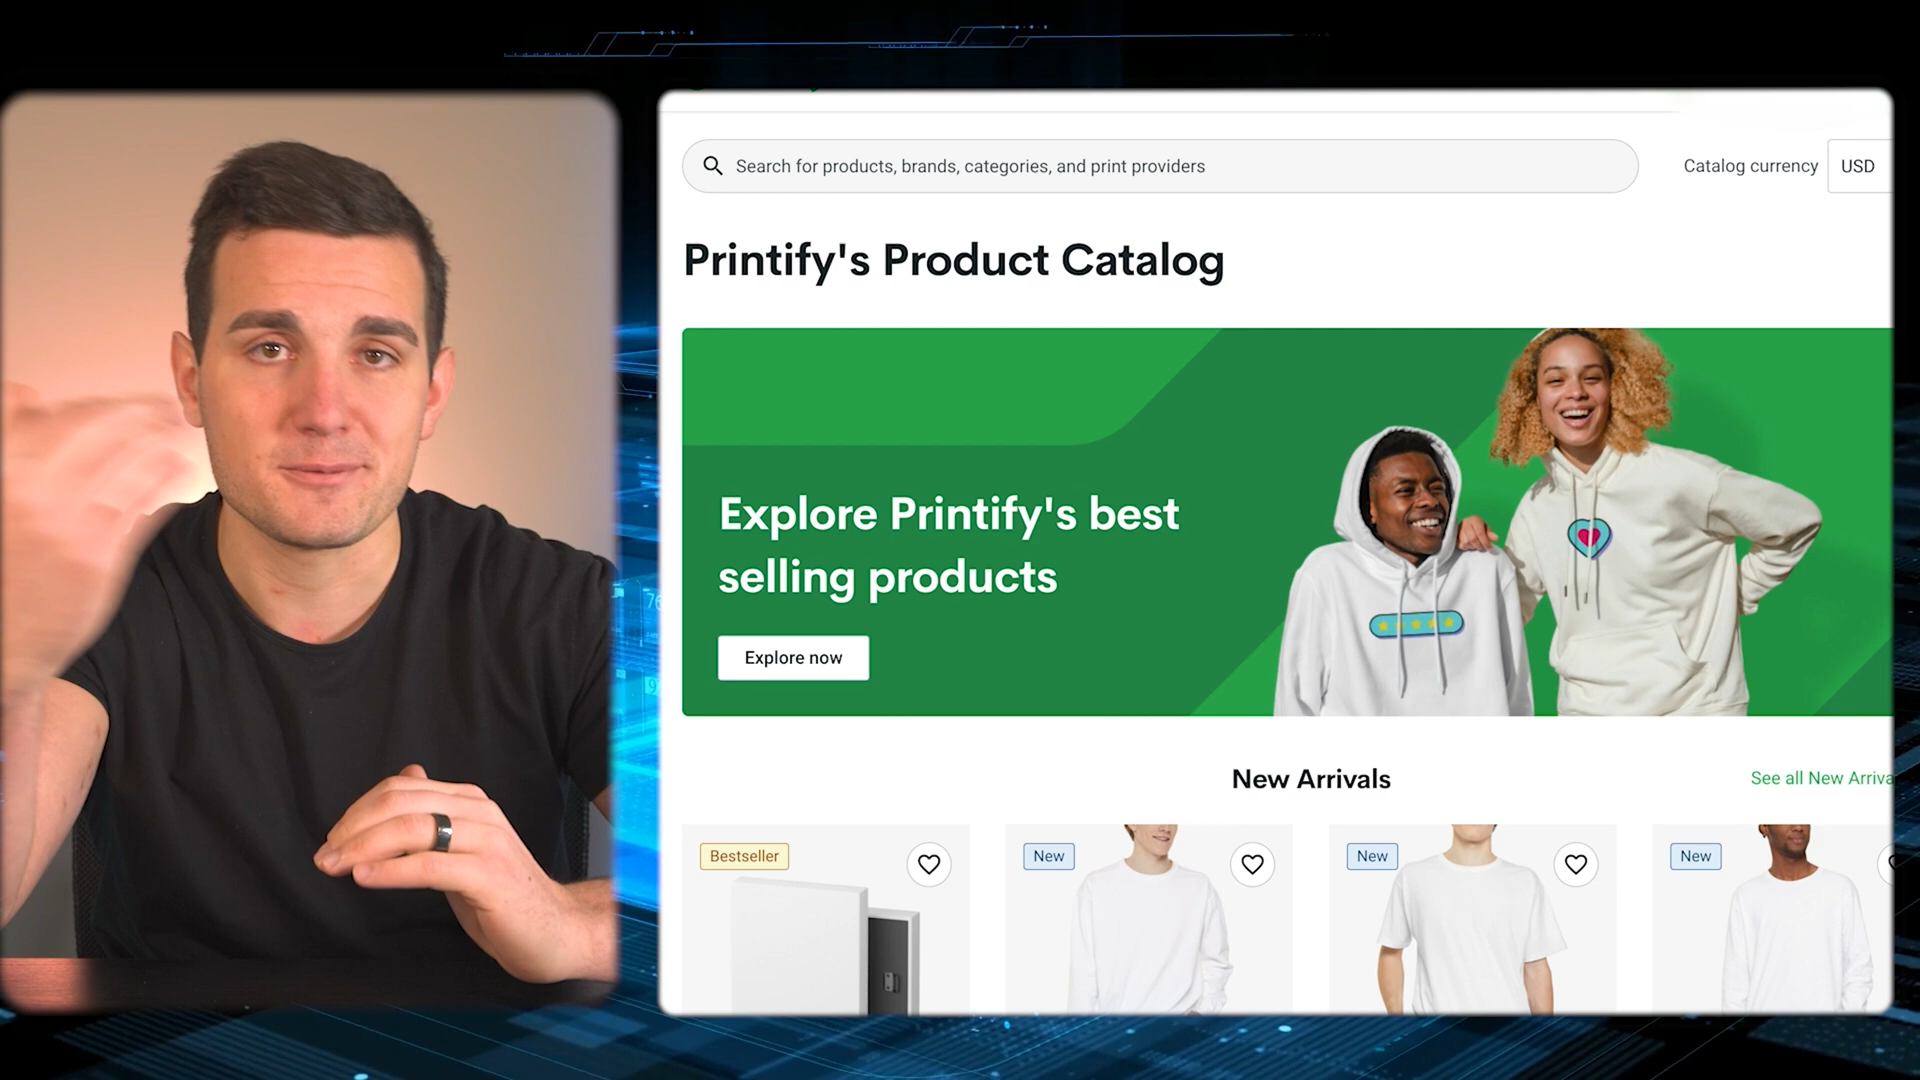 Search for products, brands, categories, and print providers
Catalog currency
USD
Printify's Product Catalog
Explore Printify's best
selling products
Explore now
New Arrivals
See all New Arriva
Bestseller
New
New
New